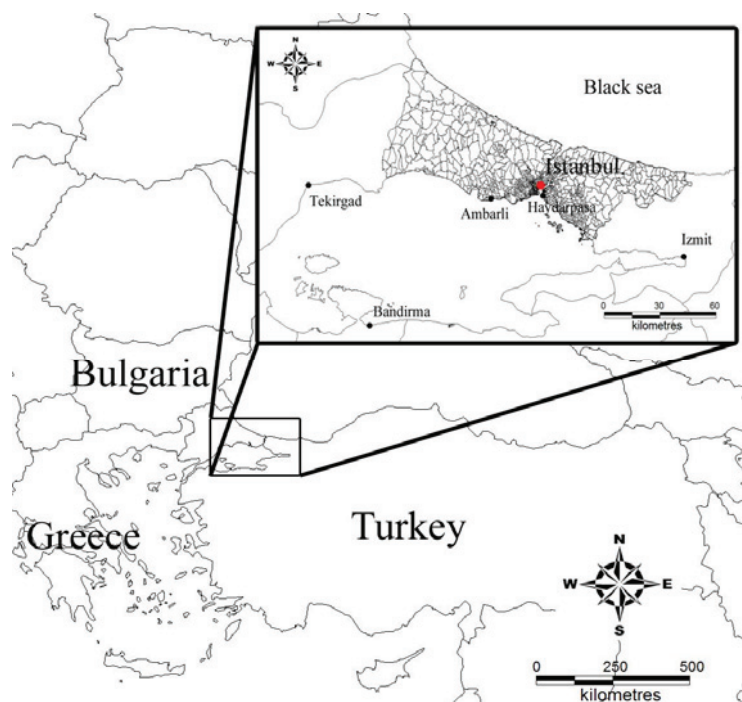 N
W E
S
Black sea
Istanbul
Tekirgad
Ambarli
Haydarpasa
Izmit
Bandirma
0 30 60
kilometres
Bulgaria
Greece
Turkey
N
W E
S
0 250 500
kilometres